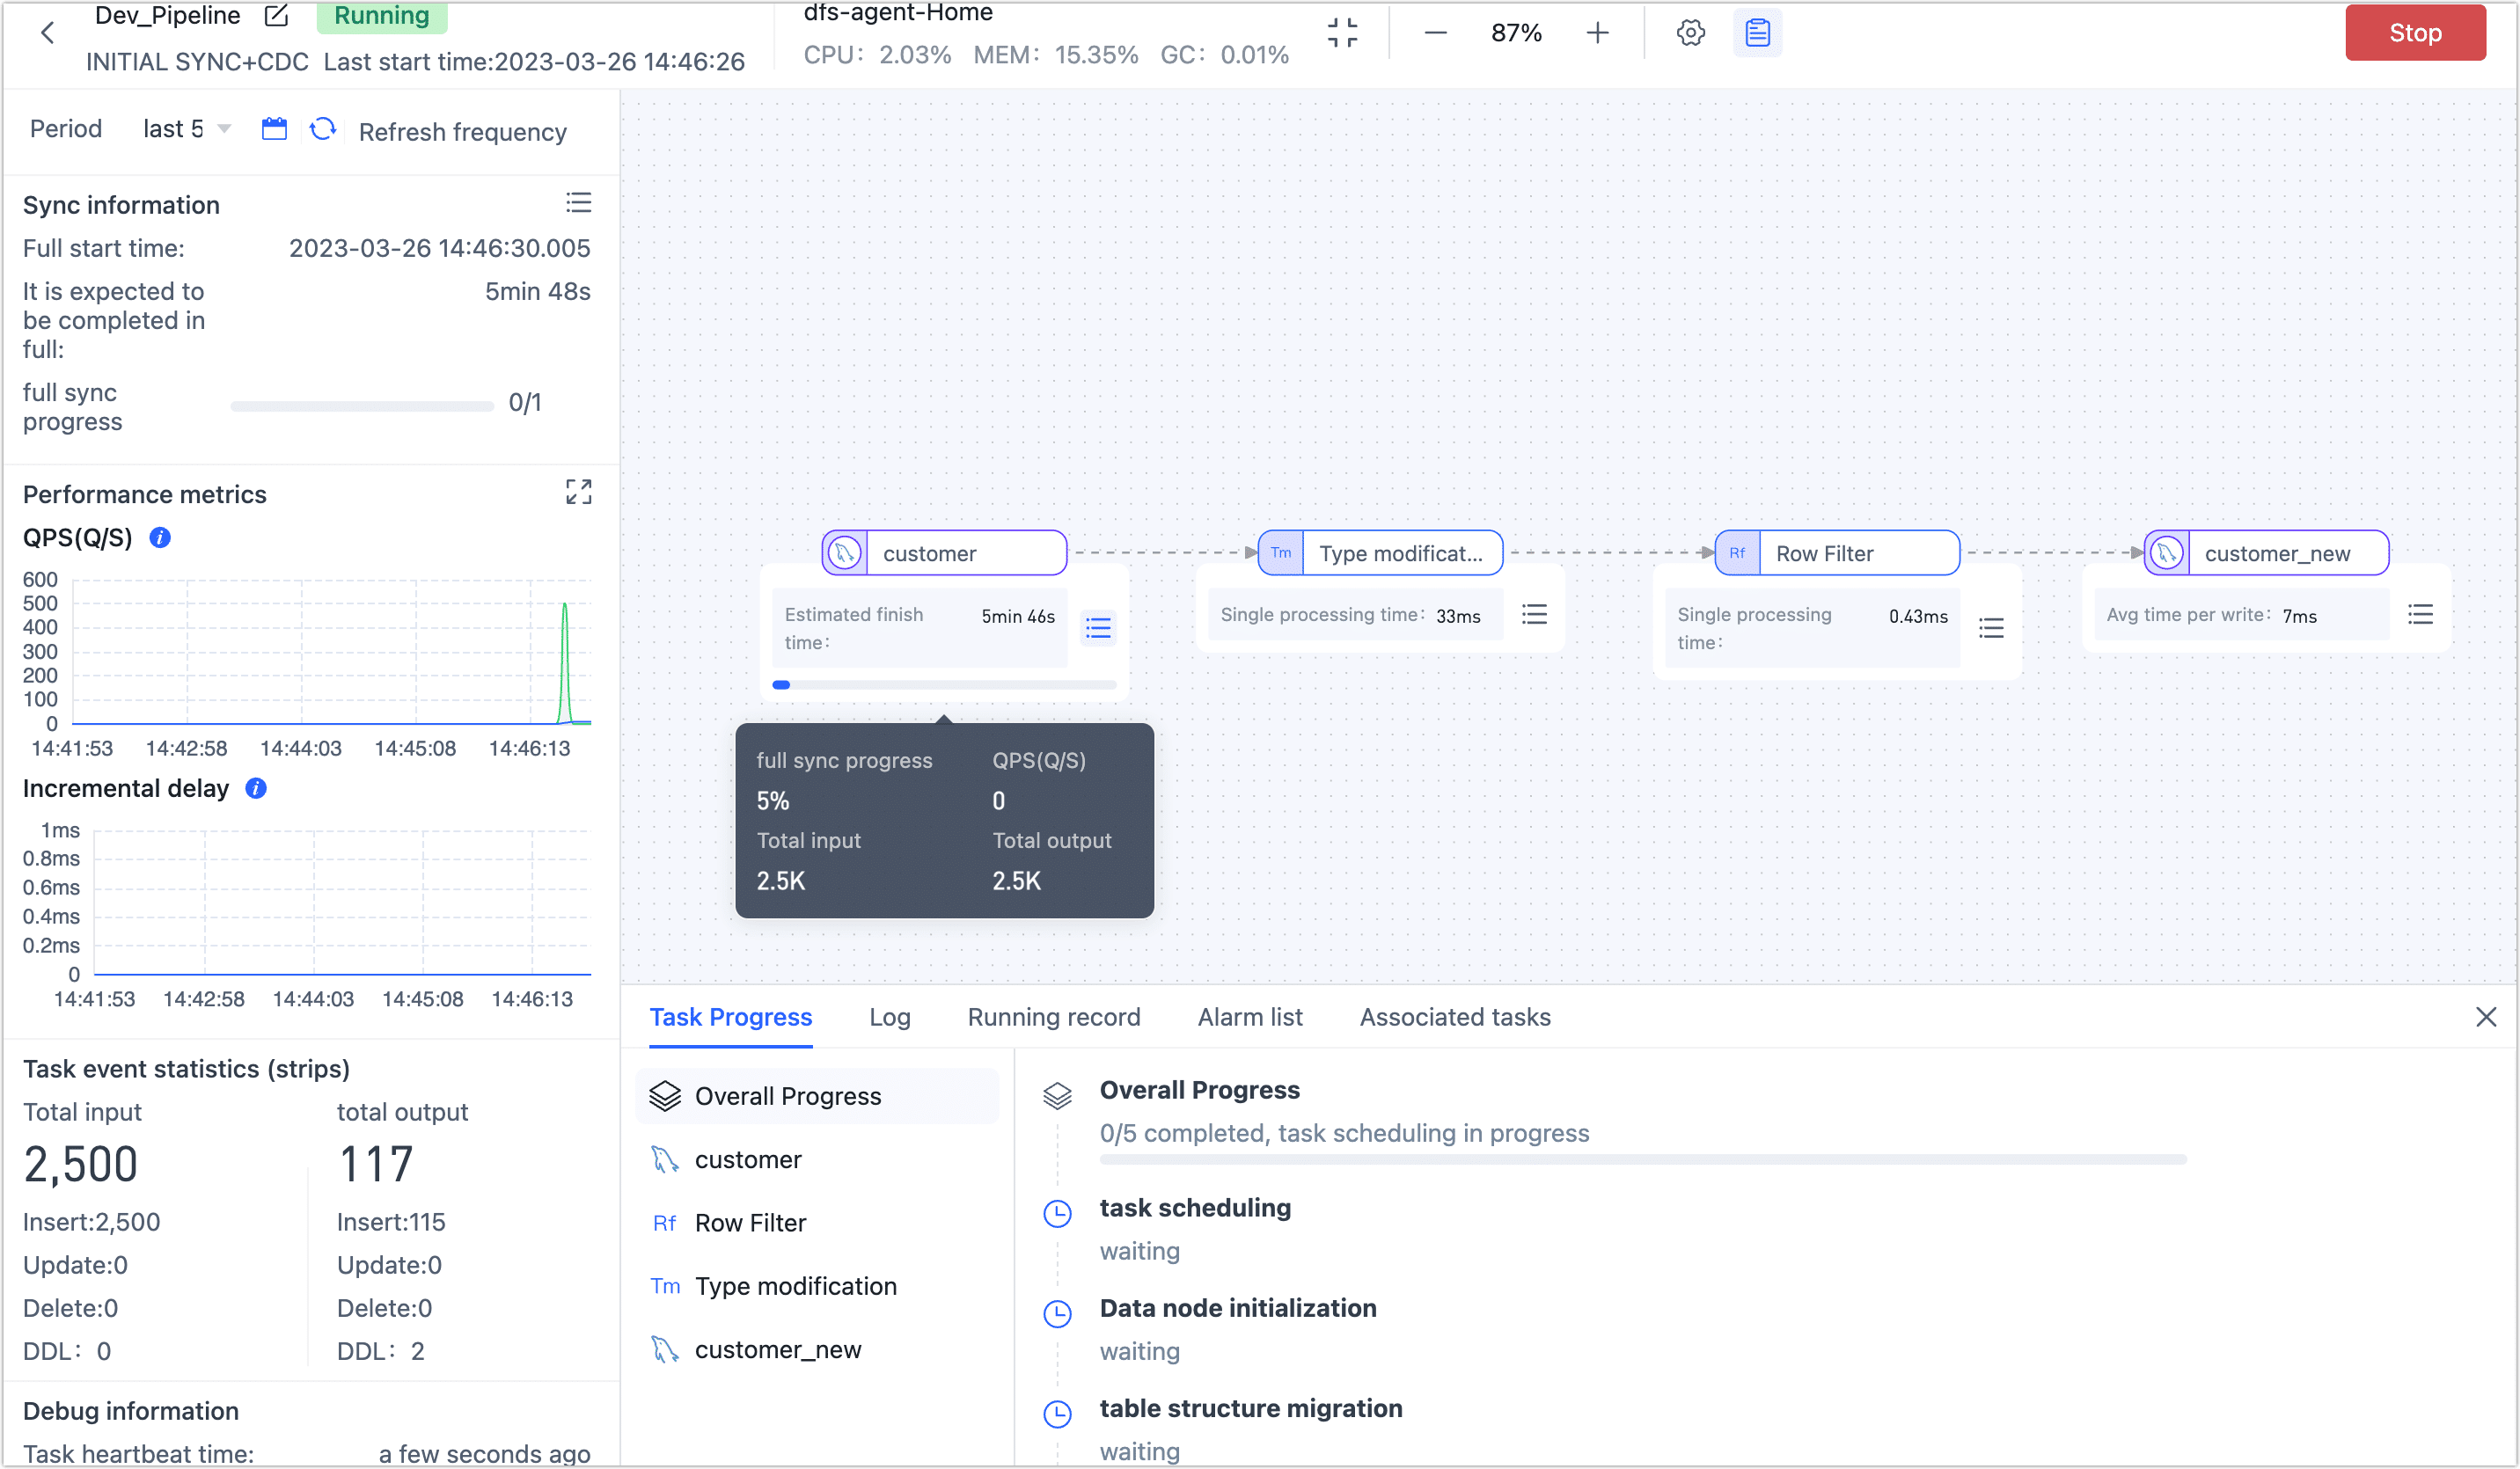 Dev_Pipeline
Running
INITIAL SYNC+CDC Last start time:2023-03-26 14:46:26
dfs-agent-Home
CPU: 2.03% MEM: 15.35% GC: 0.01%
87%
Stop
Period
last 5
Refresh frequency
Sync information
Full start time: 2023-03-26 14:46:30.005
It is expected to
be completed in
full:
5min 48s
full sync
progress
0/1
Performance metrics
QPS(Q/S)
600
500
400
300
200
100
0
14:41:53 14:42:58 14:44:03 14:45:08 14:46:13
Incremental delay
1ms
0.8ms
0.6ms
0.4ms
0.2ms
0
14:41:53 14:42:58 14:44:03 14:45:08 14:46:13
Task event statistics (strips)
Total input total output
2,500 117
Insert:2,500 Insert:115
Update:0 Update:0
Delete:0 Delete:0
DDL: 0 DDL: 2
Debug information
Task heartbeat time: a few seconds ago
customer
Estimated finish
time:
5min 46s
Tm Type modificat...
Single processing time: 33ms
Rf Row Filter
Single processing
time:
0.43ms
customer_new
Avg time per write: 7ms
full sync progress QPS(Q/S)
5% 0
Total input Total output
2.5K 2.5K
Task Progress Log Running record Alarm list Associated tasks
Overall Progress
customer
Rf Row Filter
Tm Type modification
customer_new
Overall Progress
0/5 completed, task scheduling in progress
task scheduling
waiting
Data node initialization
waiting
table structure migration
waiting